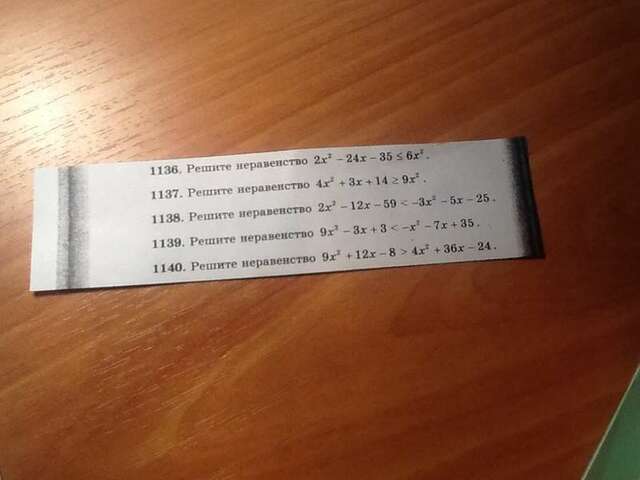 1136. Решите неравенство 2x² − 24x − 35 ≤ 6x².
1137. Решите неравенство 4x² + 3x + 14 ≥ 9x².
1138. Решите неравенство 2x² − 12x − 59 < −3x² − 5x − 25.
1139. Решите неравенство 9x² − 3x + 3 < −x² − 7x + 35.
1140. Решите неравенство 9x² + 12x − 8 > 4x² + 36x − 24.